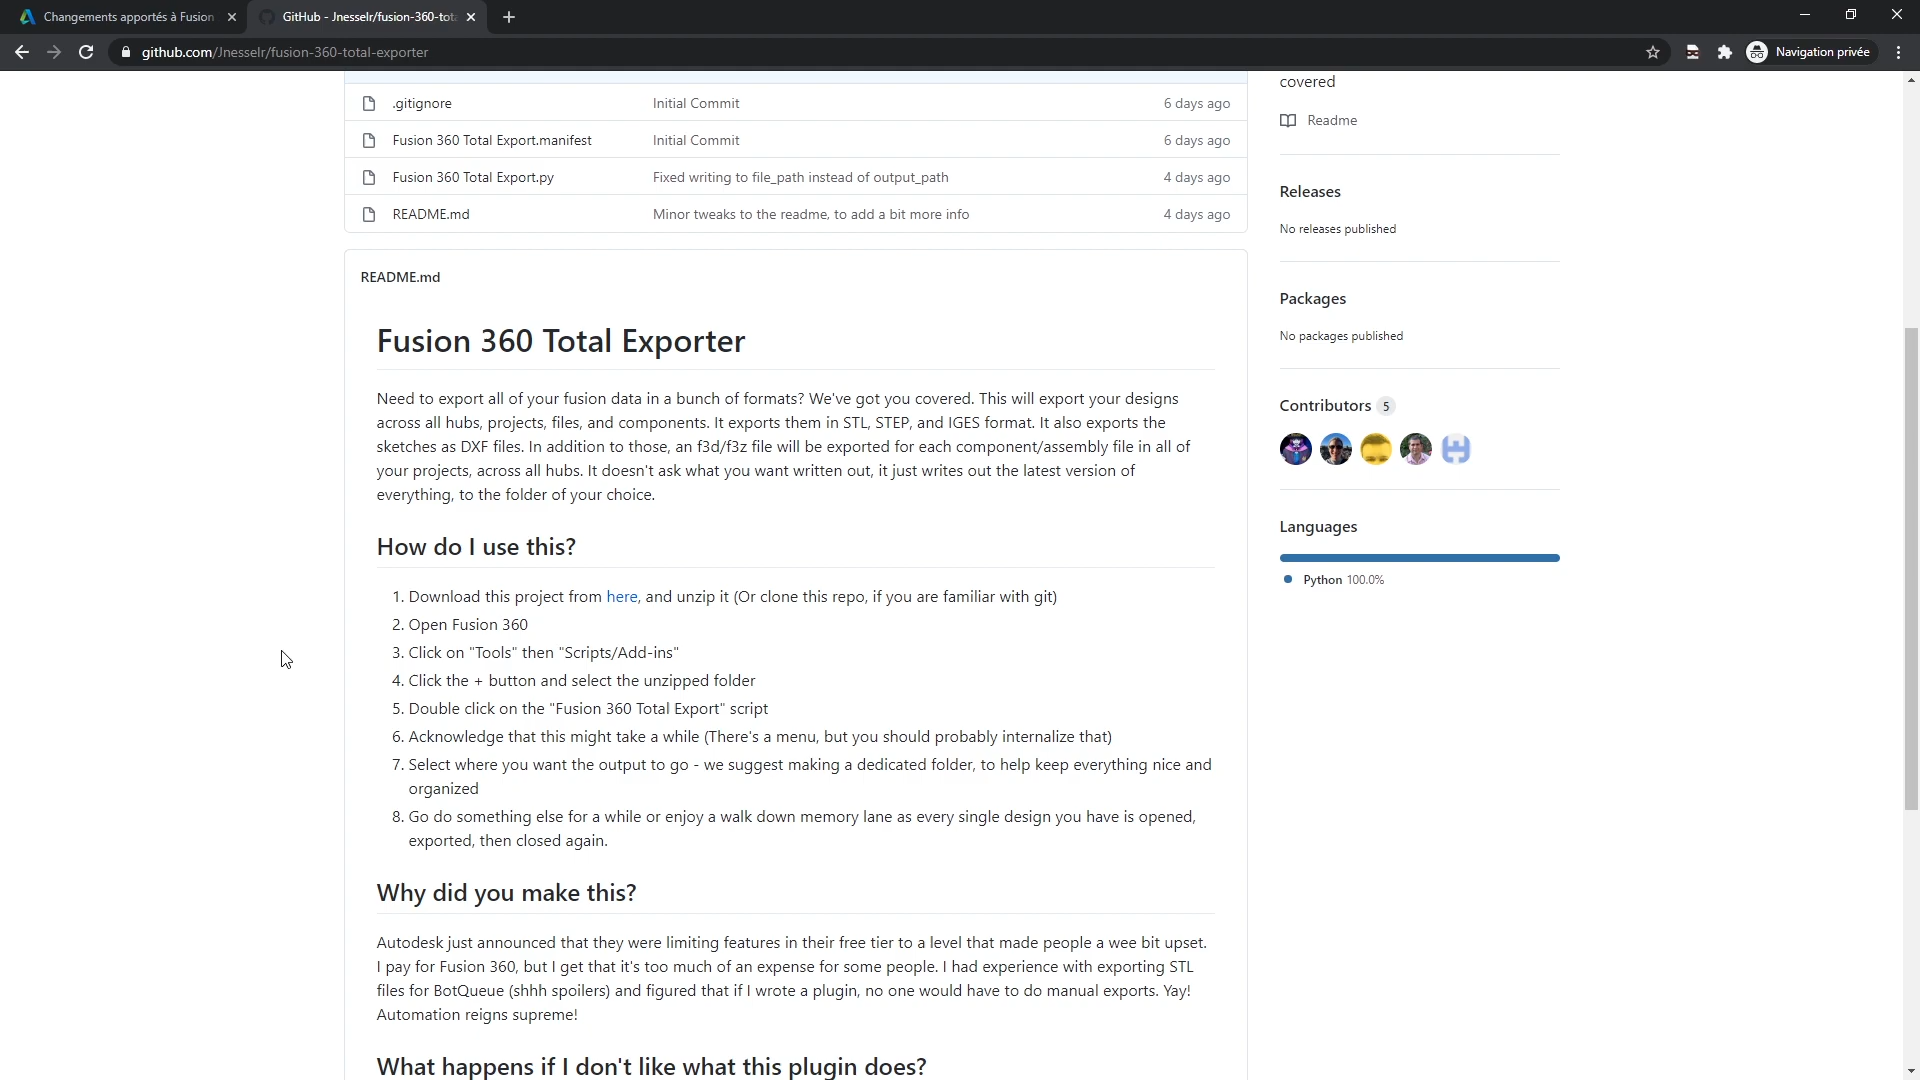 Changements apportés à Fusion
GitHub - Jnesselr/fusion-360-tota
github.com/Jnesselr/fusion-360-total-exporter
Navigation privée
.gitignore Initial Commit 6 days ago
Fusion 360 Total Export.manifest Initial Commit 6 days ago
Fusion 360 Total Export.py Fixed writing to file_path instead of output_path 4 days ago
README.md Minor tweaks to the readme, to add a bit more info 4 days ago
README.md
Fusion 360 Total Exporter
Need to export all of your fusion data in a bunch of formats? We've got you covered. This will export your designs
across all hubs, projects, files, and components. It exports them in STL, STEP, and IGES format. It also exports the
sketches as DXF files. In addition to those, an f3d/f3z file will be exported for each component/assembly file in all of
your projects, across all hubs. It doesn't ask what you want written out, it just writes out the latest version of
everything, to the folder of your choice.
How do I use this?
1. Download this project from here, and unzip it (Or clone this repo, if you are familiar with git)
2. Open Fusion 360
3. Click on "Tools" then "Scripts/Add-ins"
4. Click the + button and select the unzipped folder
5. Double click on the "Fusion 360 Total Export" script
6. Acknowledge that this might take a while (There's a menu, but you should probably internalize that)
7. Select where you want the output to go - we suggest making a dedicated folder, to help keep everything nice and
organized
8. Go do something else for a while or enjoy a walk down memory lane as every single design you have is opened,
exported, then closed again.
Why did you make this?
Autodesk just announced that they were limiting features in their free tier to a level that made people a wee bit upset.
I pay for Fusion 360, but I get that it's too much of an expense for some people. I had experience with exporting STL
files for BotQueue (shhh spoilers) and figured that if I wrote a plugin, no one would have to do manual exports. Yay!
Automation reigns supreme!
What happens if I don't like what this plugin does?
covered
Readme
Releases
No releases published
Packages
No packages published
Contributors 5
Languages
Python 100.0%